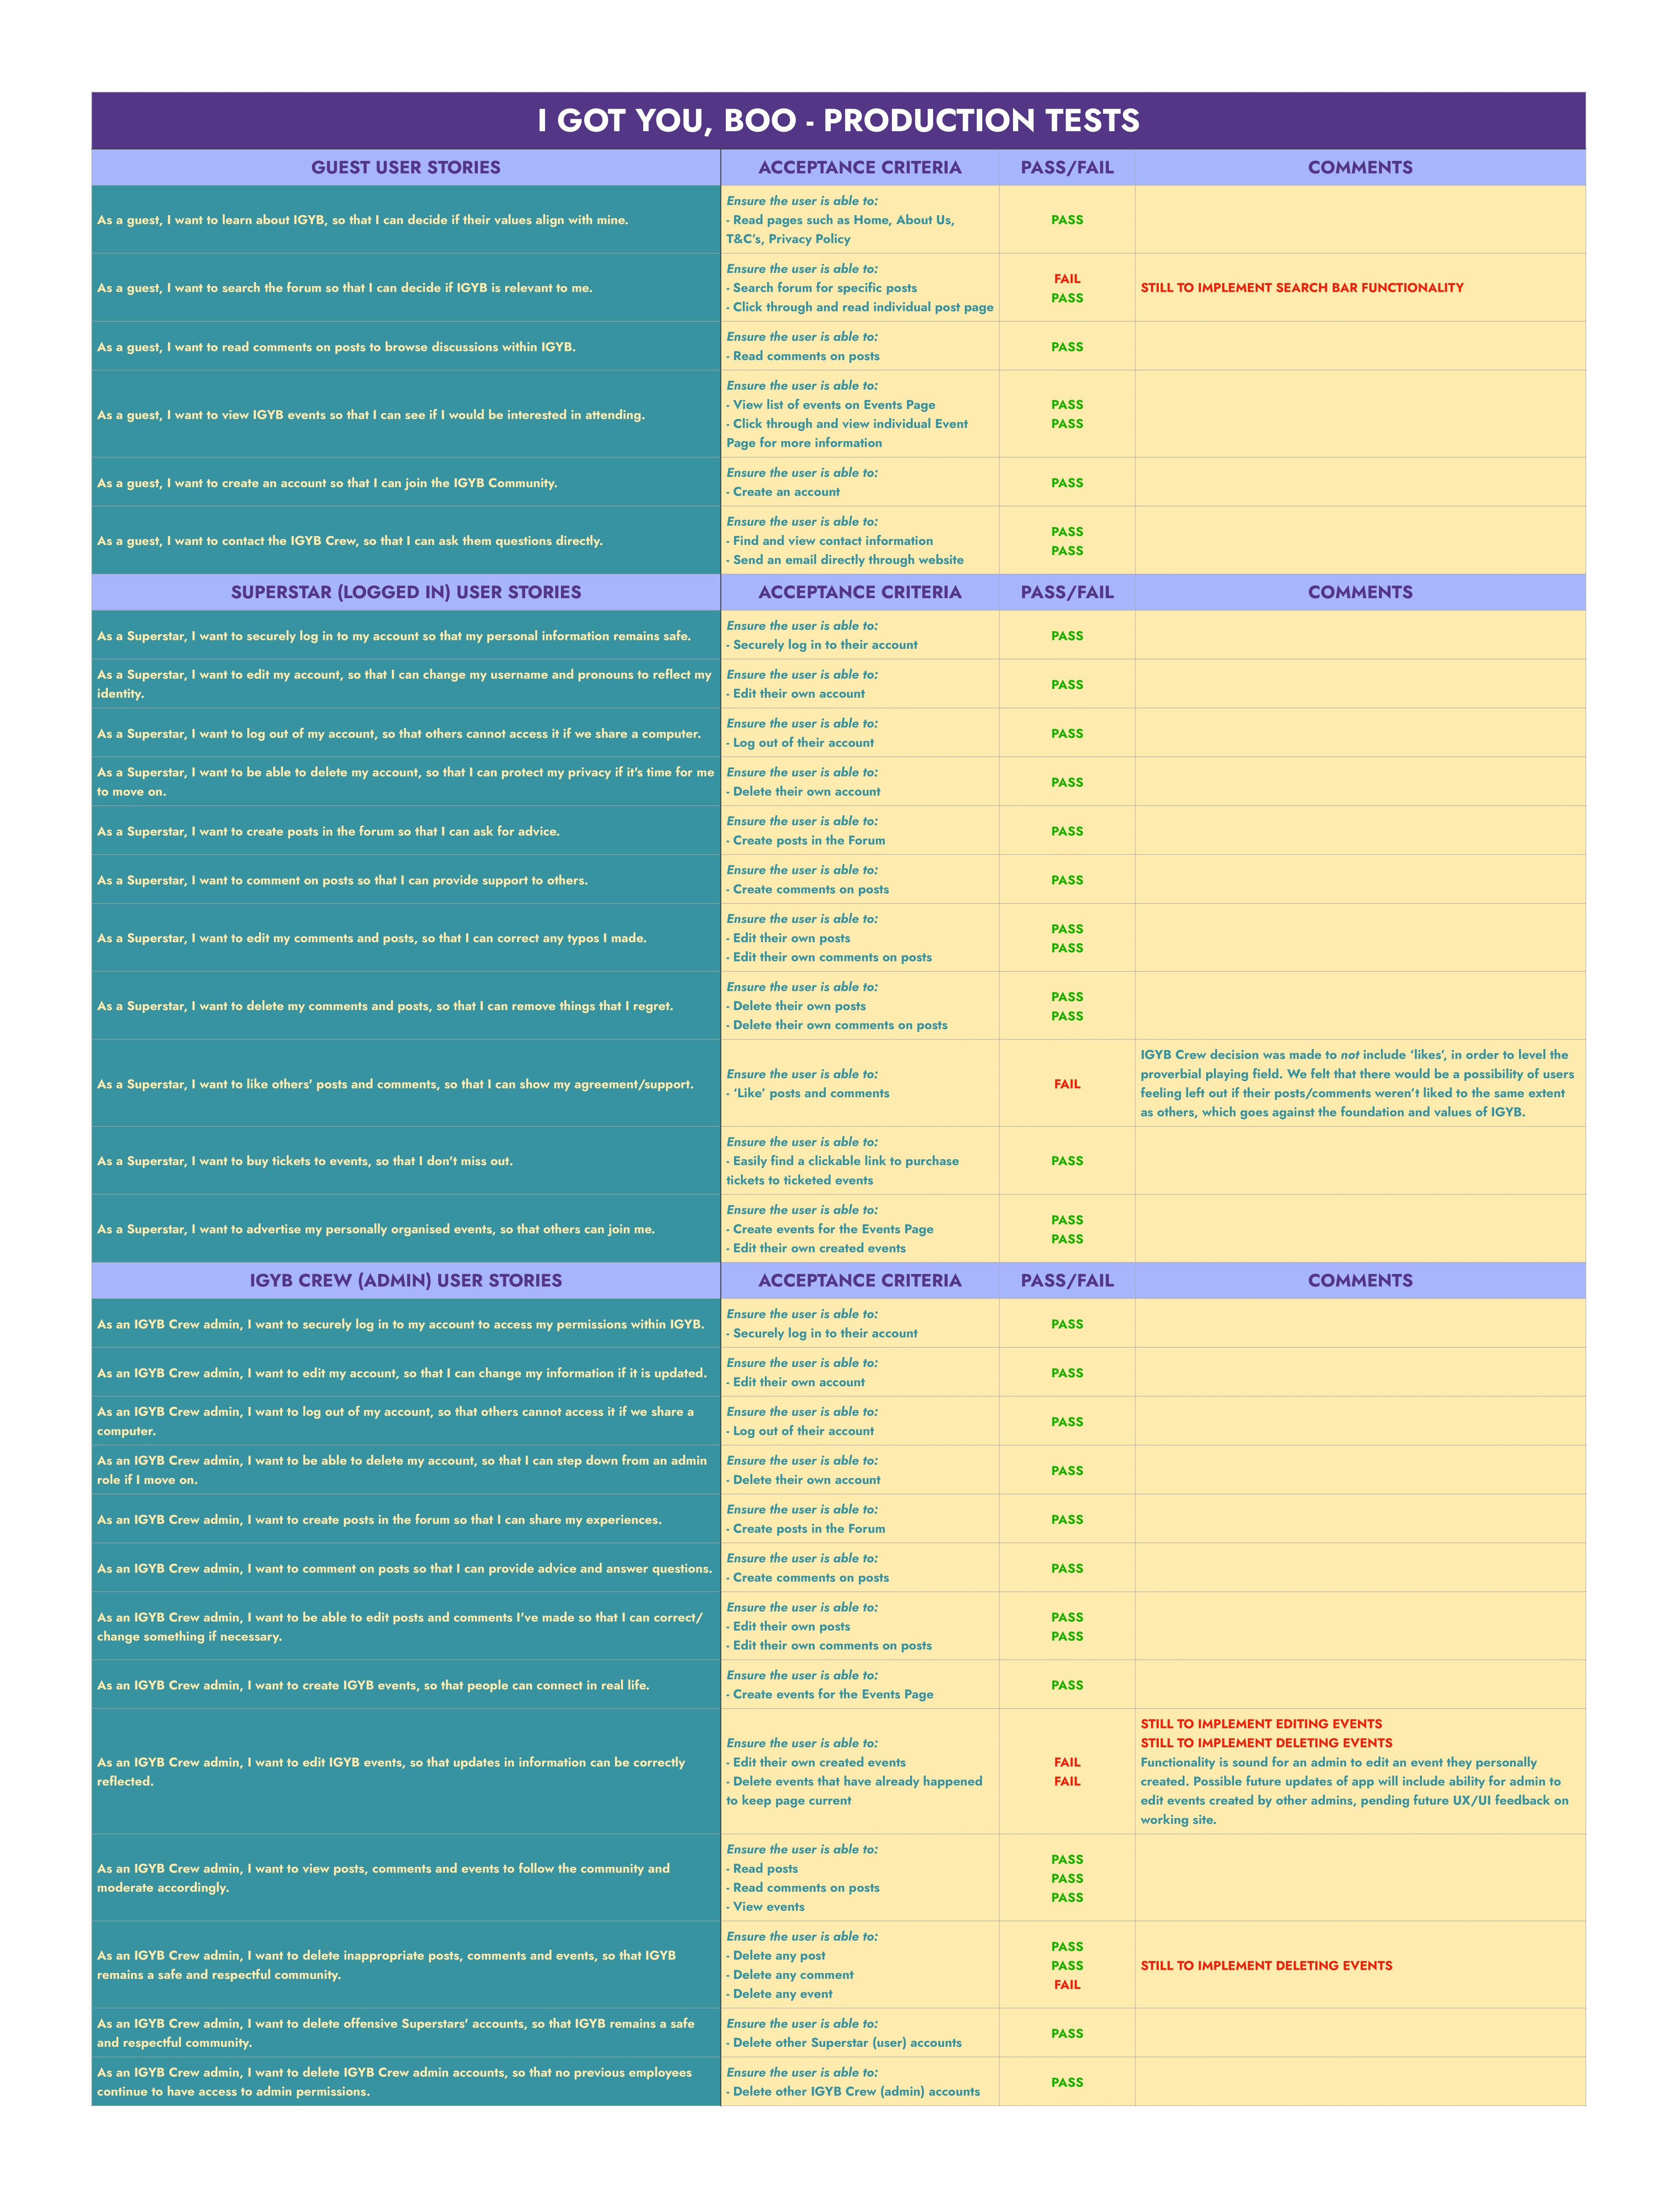 I GOT YOU, BOO - PRODUCTION TESTS
GUEST USER STORIES
ACCEPTANCE CRITERIA
PASS/FAIL
COMMENTS
As a guest, I want to learn about IGYB, so that I can decide if their values align with mine.
Ensure the user is able to:
- Read pages such as Home, About Us,
T&C's, Privacy Policy
PASS
As a guest, I want to search the forum so that I can decide if IGYB is relevant to me.
Ensure the user is able to:
- Search forum for specific posts
- Click through and read individual post page
FAIL
PASS
STILL TO IMPLEMENT SEARCH BAR FUNCTIONALITY
As a guest, I want to read comments on posts to browse discussions within IGYB.
Ensure the user is able to:
- Read comments on posts
PASS
As a guest, I want to view IGYB events so that I can see if I would be interested in attending.
Ensure the user is able to:
- View list of events on Events Page
- Click through and view individual Event
Page for more information
PASS
PASS
As a guest, I want to create an account so that I can join the IGYB Community.
Ensure the user is able to:
- Create an account
PASS
As a guest, I want to contact the IGYB Crew, so that I can ask them questions directly.
Ensure the user is able to:
- Find and view contact information
- Send an email directly through website
PASS
PASS
SUPERSTAR (LOGGED IN) USER STORIES
ACCEPTANCE CRITERIA
PASS/FAIL
COMMENTS
As a Superstar, I want to securely log in to my account so that my personal information remains safe.
Ensure the user is able to:
- Securely log in to their account
PASS
As a Superstar, I want to edit my account, so that I can change my username and pronouns to reflect my
identity.
Ensure the user is able to:
- Edit their own account
PASS
As a Superstar, I want to log out of my account, so that others cannot access it if we share a computer.
Ensure the user is able to:
- Log out of their account
PASS
As a Superstar, I want to be able to delete my account, so that I can protect my privacy if it's time for me
to move on.
Ensure the user is able to:
- Delete their own account
PASS
As a Superstar, I want to create posts in the forum so that I can ask for advice.
Ensure the user is able to:
- Create posts in the Forum
PASS
As a Superstar, I want to comment on posts so that I can provide support to others.
Ensure the user is able to:
- Create comments on posts
PASS
As a Superstar, I want to edit my comments and posts, so that I can correct any typos I made.
Ensure the user is able to:
- Edit their own posts
- Edit their own comments on posts
PASS
PASS
As a Superstar, I want to delete my comments and posts, so that I can remove things that I regret.
Ensure the user is able to:
- Delete their own posts
- Delete their own comments on posts
PASS
PASS
As a Superstar, I want to like others' posts and comments, so that I can show my agreement/support.
Ensure the user is able to:
- 'Like' posts and comments
FAIL
IGYB Crew decision was made to not include 'likes', in order to level the
proverbial playing field. We felt that there would be a possibility of users
feeling left out if their posts/comments weren't liked to the same extent
as others, which goes against the foundation and values of IGYB.
As a Superstar, I want to buy tickets to events, so that I don't miss out.
Ensure the user is able to:
- Easily find a clickable link to purchase
tickets to ticketed events
PASS
As a Superstar, I want to advertise my personally organised events, so that others can join me.
Ensure the user is able to:
- Create events for the Events Page
- Edit their own created events
PASS
PASS
IGYB CREW (ADMIN) USER STORIES
ACCEPTANCE CRITERIA
PASS/FAIL
COMMENTS
As an IGYB Crew admin, I want to securely log in to my account to access my permissions within IGYB.
Ensure the user is able to:
- Securely log in to their account
PASS
As an IGYB Crew admin, I want to edit my account, so that I can change my information if it is updated.
Ensure the user is able to:
- Edit their own account
PASS
As an IGYB Crew admin, I want to log out of my account, so that others cannot access it if we share a
computer.
Ensure the user is able to:
- Log out of their account
PASS
As an IGYB Crew admin, I want to be able to delete my account, so that I can step down from an admin
role if I move on.
Ensure the user is able to:
- Delete their own account
PASS
As an IGYB Crew admin, I want to create posts in the forum so that I can share my experiences.
Ensure the user is able to:
- Create posts in the Forum
PASS
As an IGYB Crew admin, I want to comment on posts so that I can provide advice and answer questions.
Ensure the user is able to:
- Create comments on posts
PASS
As an IGYB Crew admin, I want to be able to edit posts and comments I've made so that I can correct/
change something if necessary.
Ensure the user is able to:
- Edit their own posts
- Edit their own comments on posts
PASS
PASS
As an IGYB Crew admin, I want to create IGYB events, so that people can connect in real life.
Ensure the user is able to:
- Create events for the Events Page
PASS
As an IGYB Crew admin, I want to edit IGYB events, so that updates in information can be correctly
reflected.
Ensure the user is able to:
- Edit their own created events
- Delete events that have already happened
to keep page current
FAIL
FAIL
STILL TO IMPLEMENT EDITING EVENTS
STILL TO IMPLEMENT DELETING EVENTS
Functionality is sound for an admin to edit an event they personally
created. Possible future updates of app will include ability for admin to
edit events created by other admins, pending future UX/UI feedback on
working site.
As an IGYB Crew admin, I want to view posts, comments and events to follow the community and
moderate accordingly.
Ensure the user is able to:
- Read posts
- Read comments on posts
- View events
PASS
PASS
PASS
As an IGYB Crew admin, I want to delete inappropriate posts, comments and events, so that IGYB
remains a safe and respectful community.
Ensure the user is able to:
- Delete any post
- Delete any comment
- Delete any event
PASS
PASS
FAIL
STILL TO IMPLEMENT DELETING EVENTS
As an IGYB Crew admin, I want to delete offensive Superstars' accounts, so that IGYB remains a safe
and respectful community.
Ensure the user is able to:
- Delete other Superstar (user) accounts
PASS
As an IGYB Crew admin, I want to delete IGYB Crew admin accounts, so that no previous employees
continue to have access to admin permissions.
Ensure the user is able to:
- Delete other IGYB Crew (admin) accounts
PASS